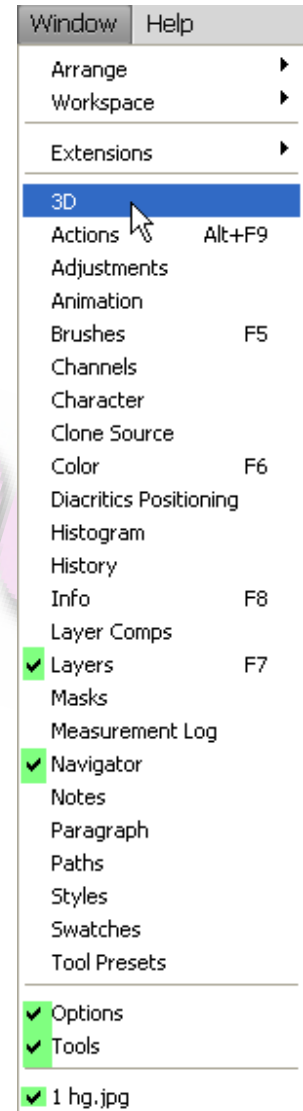 Window Help
Arrange
Workspace
Extensions
3D
Actions Alt+F9
Adjustments
Animation
Brushes F5
Channels
Character
Clone Source
Color F6
Diacritics Positioning
Histogram
History
Info F8
Layer Comps
Layers F7
Masks
Measurement Log
Navigator
Notes
Paragraph
Paths
Styles
Swatches
Tool Presets
Options
Tools
1 hg.jpg